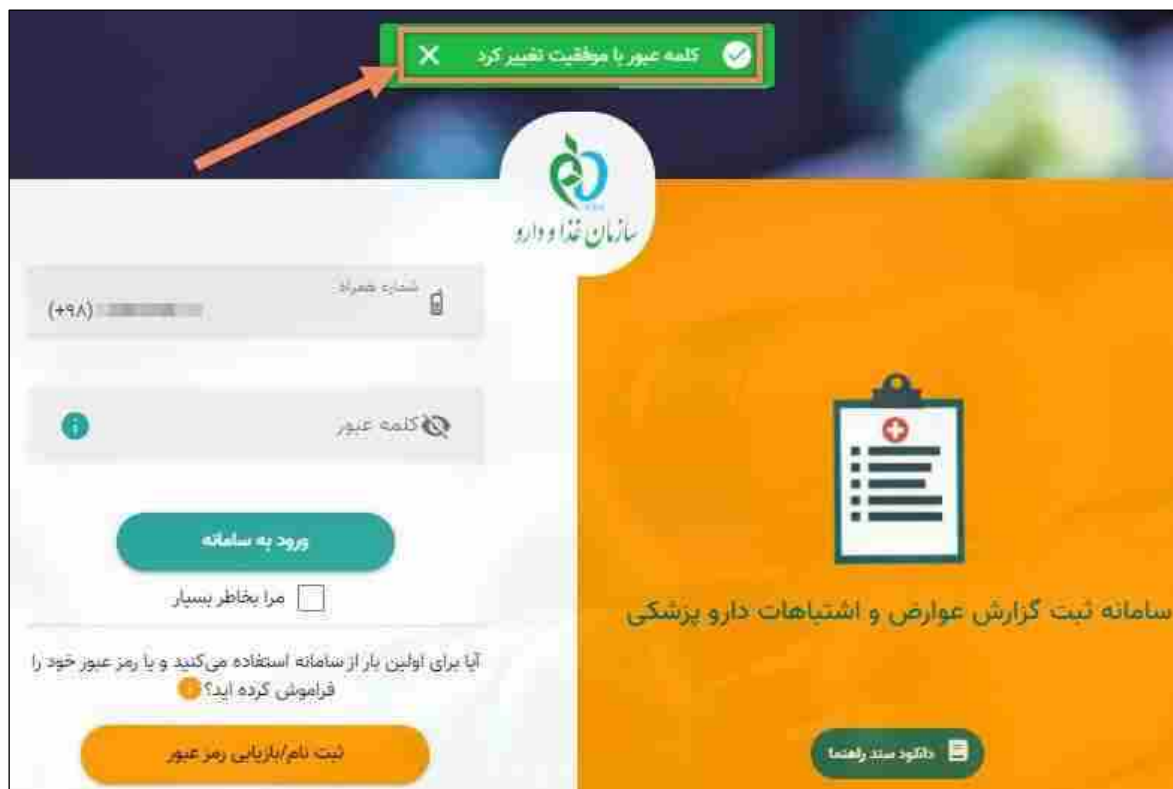 کلمه عبور با موفقیت تغییر کرد
سازمان غذا و دارو
شماره همراه
(+۹۸)
کلمه عبور
ورود به سامانه
مرا بخاطر بسپار
آیا برای اولین بار از سامانه استفاده می‌کنید و یا رمز عبور خود را
فراموش کرده اید؟
ثبت نام/بازیابی رمز عبور
سامانه ثبت گزارش عوارض و اشتباهات دارو پزشکی
دانلود سند راهنما